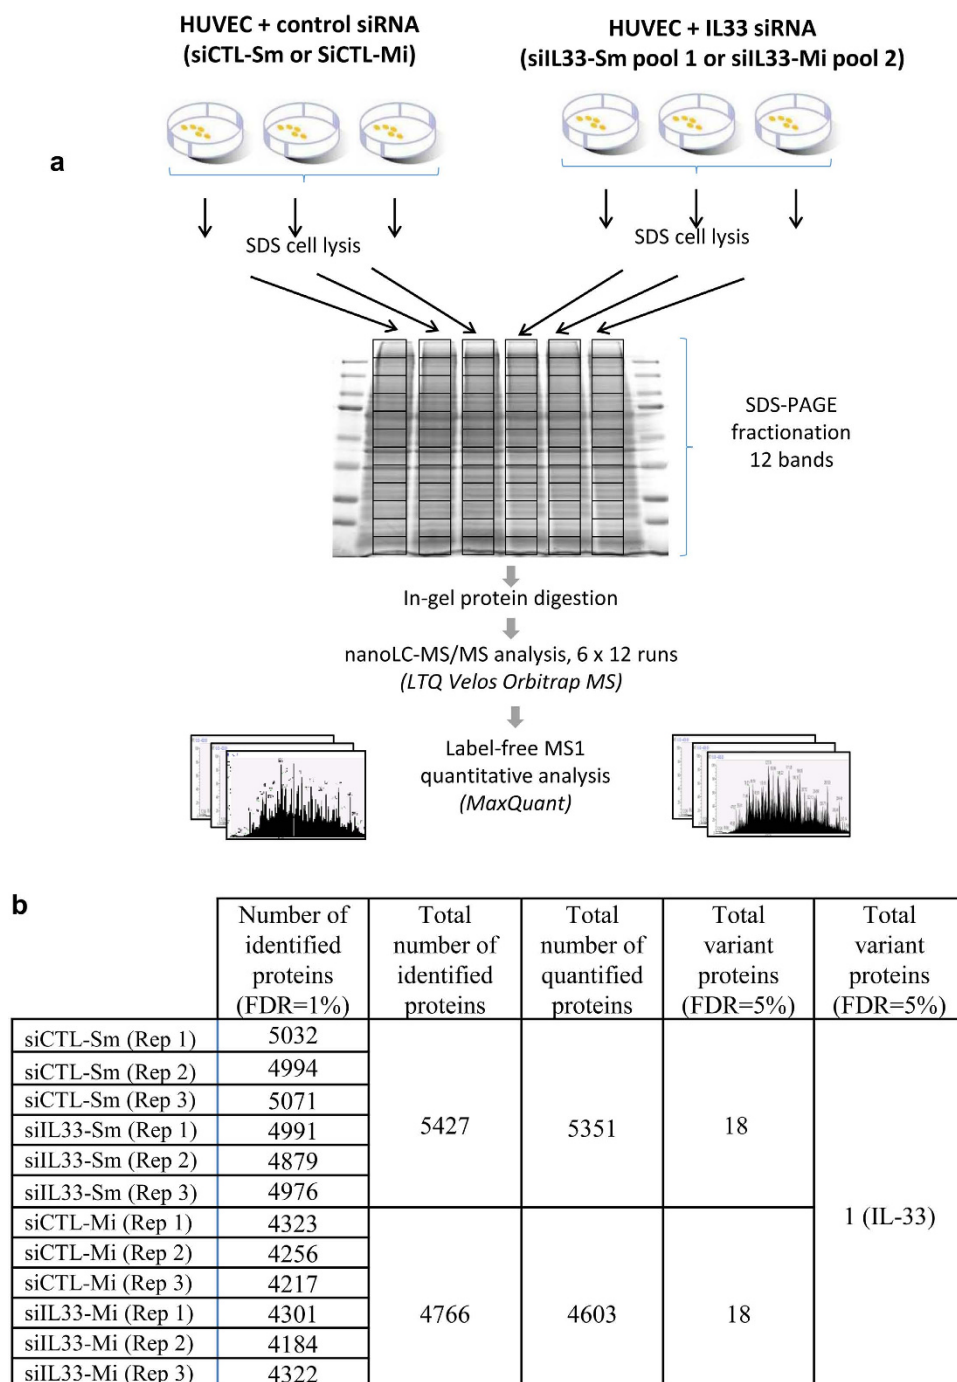 HUVEC + control siRNA
(siCTL-Sm or SiCTL-Mi)
HUVEC + IL33 siRNA
(siIL33-Sm pool 1 or siIL33-Mi pool 2)
a
SDS cell lysis
SDS cell lysis
SDS-PAGE
fractionation
12 bands
In-gel protein digestion
nanoLC-MS/MS analysis, 6 x 12 runs
(LTQ Velos Orbitrap MS)
Label-free MS1
quantitative analysis
(MaxQuant)
b
Number of identified proteins (FDR=1%)
Total number of identified proteins
Total number of quantified proteins
Total variant proteins (FDR=5%)
Total variant proteins (FDR=5%)
siCTL-Sm (Rep 1) 5032
siCTL-Sm (Rep 2) 4994
siCTL-Sm (Rep 3) 5071
siIL33-Sm (Rep 1) 4991
siIL33-Sm (Rep 2) 4879
siIL33-Sm (Rep 3) 4976
5427 5351 18
siCTL-Mi (Rep 1) 4323
siCTL-Mi (Rep 2) 4256
siCTL-Mi (Rep 3) 4217
siIL33-Mi (Rep 1) 4301
siIL33-Mi (Rep 2) 4184
siIL33-Mi (Rep 3) 4322
4766 4603 18
1 (IL-33)